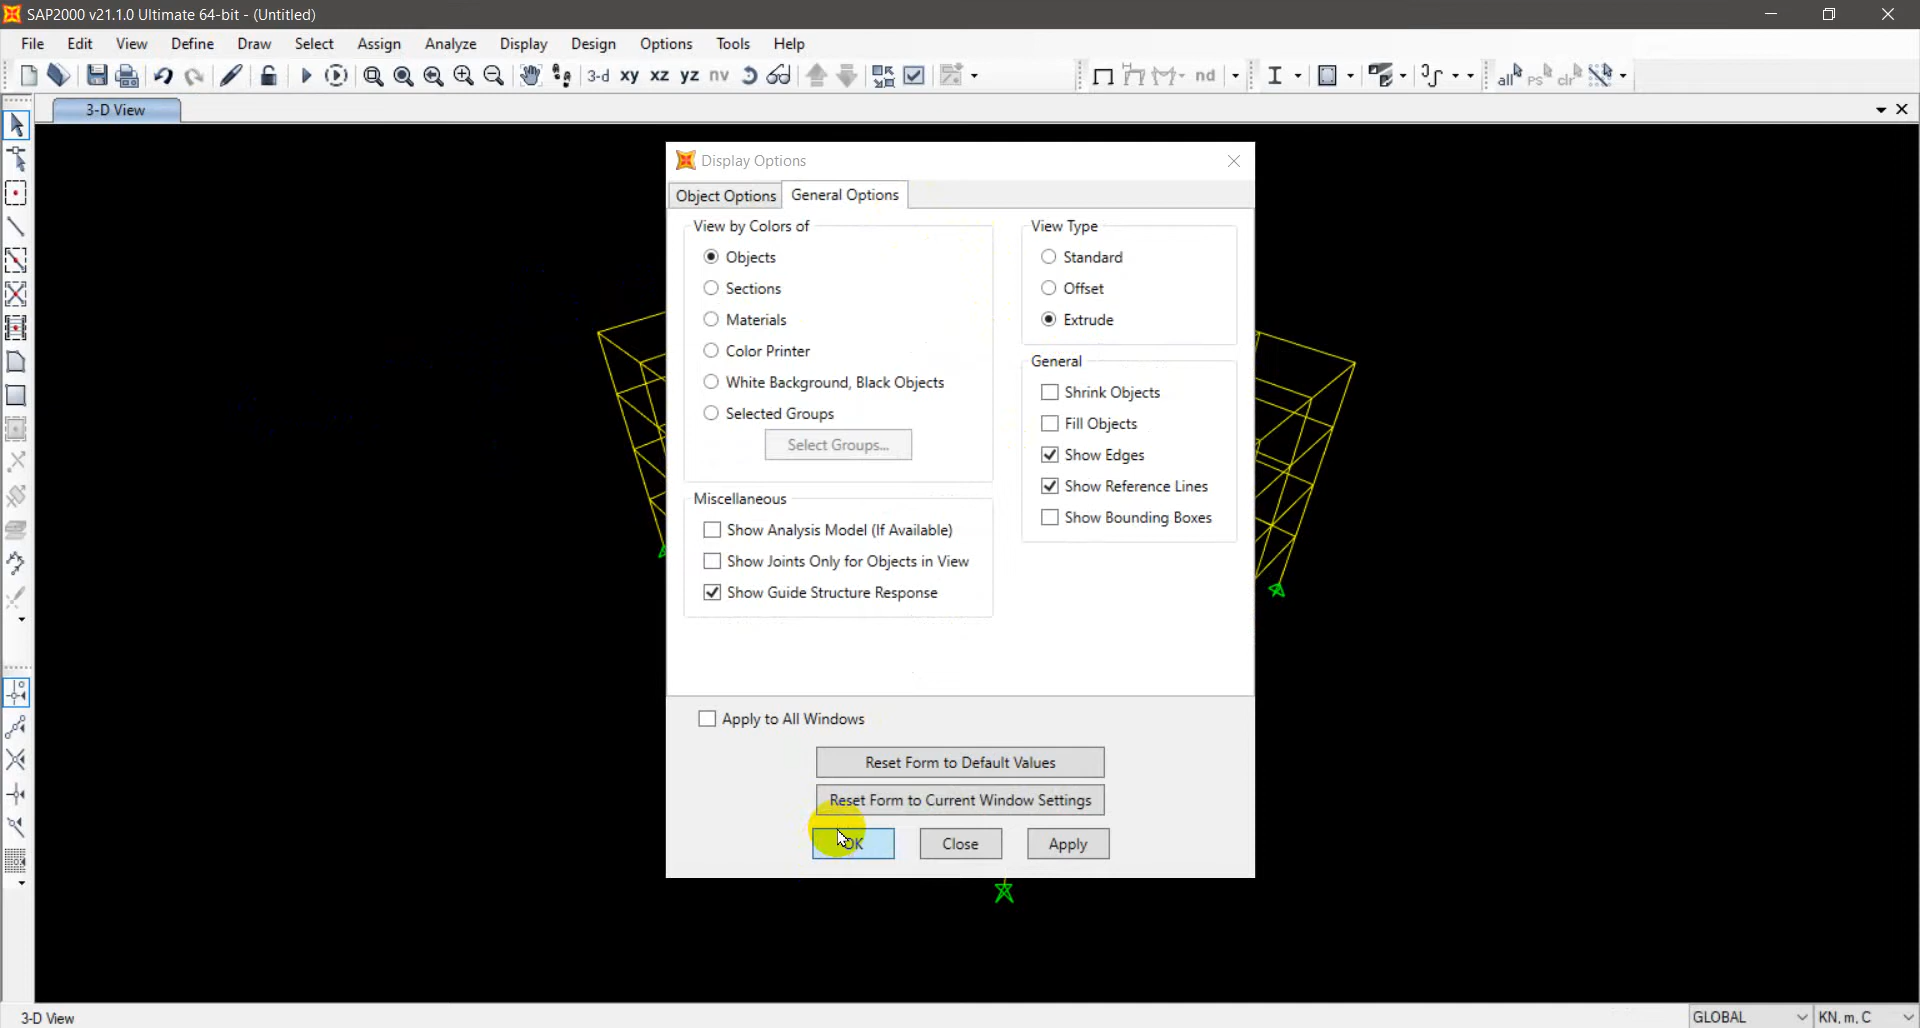 SAP2000 v21.1.0 Ultimate 64-bit - (Untitled)
File Edit View Define Draw Select Assign Analyze Display Design Options Tools Help
3-d xy xz yz nv nd all PS clr
3-D View
Display Options
Object Options General Options
View by Colors of
Objects
Sections
Materials
Color Printer
White Background, Black Objects
Selected Groups
Select Groups...
Miscellaneous
Show Analysis Model (If Available)
Show Joints Only for Objects in View
Show Guide Structure Response
View Type
Standard
Offset
Extrude
General
Shrink Objects
Fill Objects
Show Edges
Show Reference Lines
Show Bounding Boxes
Apply to All Windows
Reset Form to Default Values
Reset Form to Current Window Settings
OK Close Apply
3-D View GLOBAL KN, m, C